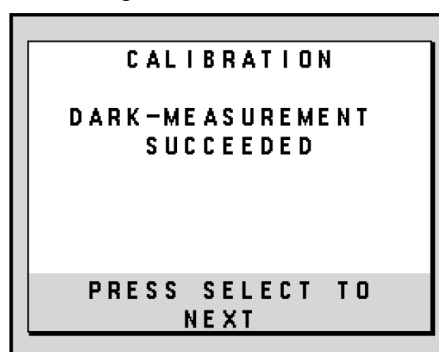 CALIBRATION
DARK-MEASUREMENT
SUCCEEDED
PRESS SELECT TO
NEXT